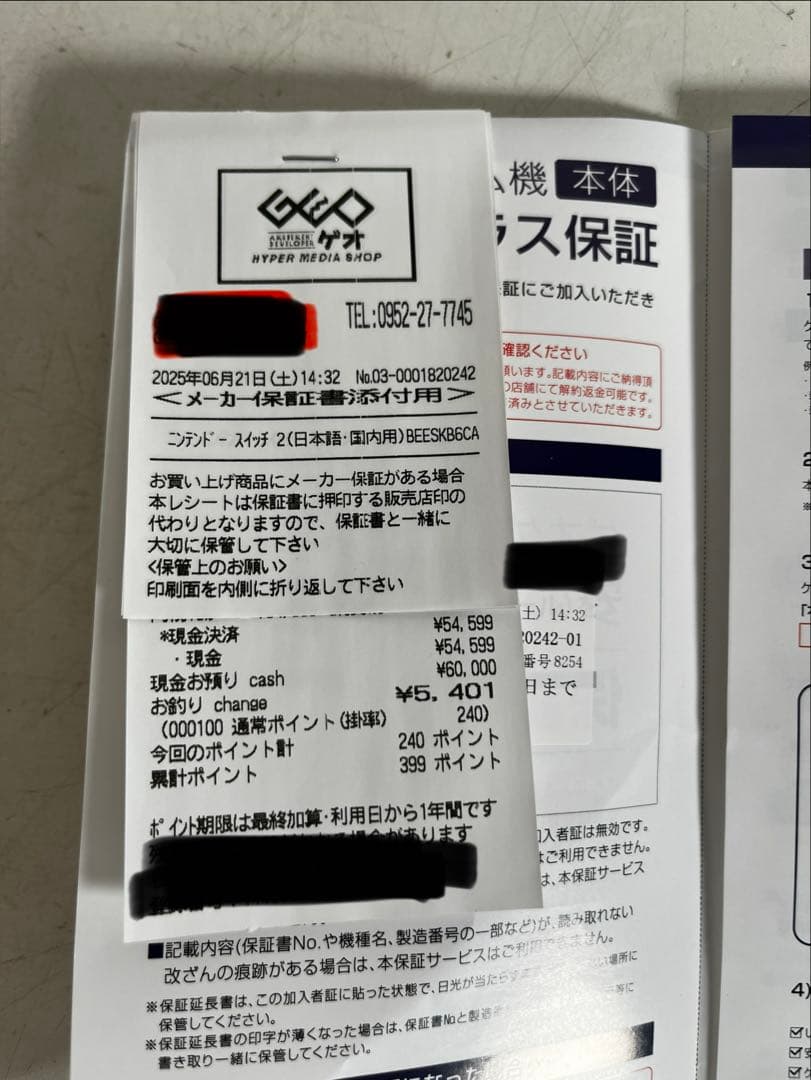 GEO
AMUSEMENT
DEVELOPER ゲオ
HYPER MEDIA SHOP
TEL:0952-27-7745
2025年06月21日(土)14:32 No.03-0001820242
<メーカー保証書添付用>
ニンテンドー スイッチ 2(日本語・国内用)BEESKB6CA
お買い上げ商品にメーカー保証がある場合
本レシートは保証書に押印する販売店印の
代わりとなりますので、保証書と一緒に
大切に保管して下さい
<保管上のお願い>
印刷面を内側に折り返して下さい
¥54,599
*現金決済 ¥54,599
・現金 ¥60,000
現金お預り cash
お釣り change ¥5,401
(000100 通常ポイント(掛率) 240)
今回のポイント計 240 ポイント
累計ポイント 399 ポイント
ポイント期限は最終加算・利用日から1年間です
場合があります
機 本体
ラス保証
証にご加入いただき
確認ください
願います。記載内容にご納得頂
の店舗にて解約返金可能です。
済みとさせていただきます。
土) 14:32
20242-01
番号8254
日まで
加入者証は無効です。
はご利用できません。
は、本保証サービス
■記載内容(保証書No.や機種名、製造番号の一部など)が、読み取れない
改ざんの痕跡がある場合は、本保証サービスはご利用できません。
※保証延長書は、この加入者証に貼った状態で、日光が当たら
い場所に
保管してください。
※保証延長書の印字が薄くなった場合は、保証書Noと製造
等に
書き取り一緒に保管してください。
4)